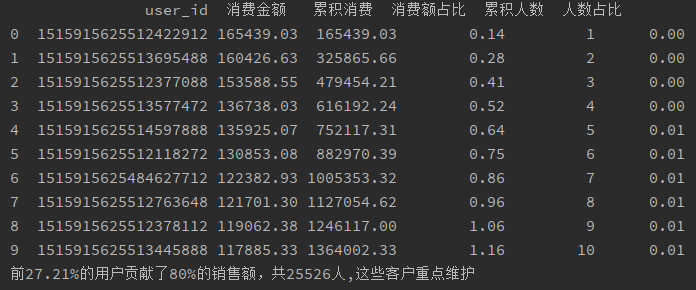 user_id 消费金额 累积消费 消费额占比 累积人数 人数占比
0 1515915625512422912 165439.03 165439.03 0.14 1 0.00
1 1515915625513695488 160426.63 325865.66 0.28 2 0.00
2 1515915625512377088 153588.55 479454.21 0.41 3 0.00
3 1515915625513577472 136738.03 616192.24 0.52 4 0.00
4 1515915625514597888 135925.07 752117.31 0.64 5 0.01
5 1515915625512118272 130853.08 882970.39 0.75 6 0.01
6 1515915625484627712 122382.93 1005353.32 0.86 7 0.01
7 1515915625512763648 121701.30 1127054.62 0.96 8 0.01
8 1515915625512378112 119062.38 1246117.00 1.06 9 0.01
9 1515915625513445888 117885.33 1364002.33 1.16 10 0.01
前27.21%的用户贡献了80%的销售额，共25526人,这些客户重点维护